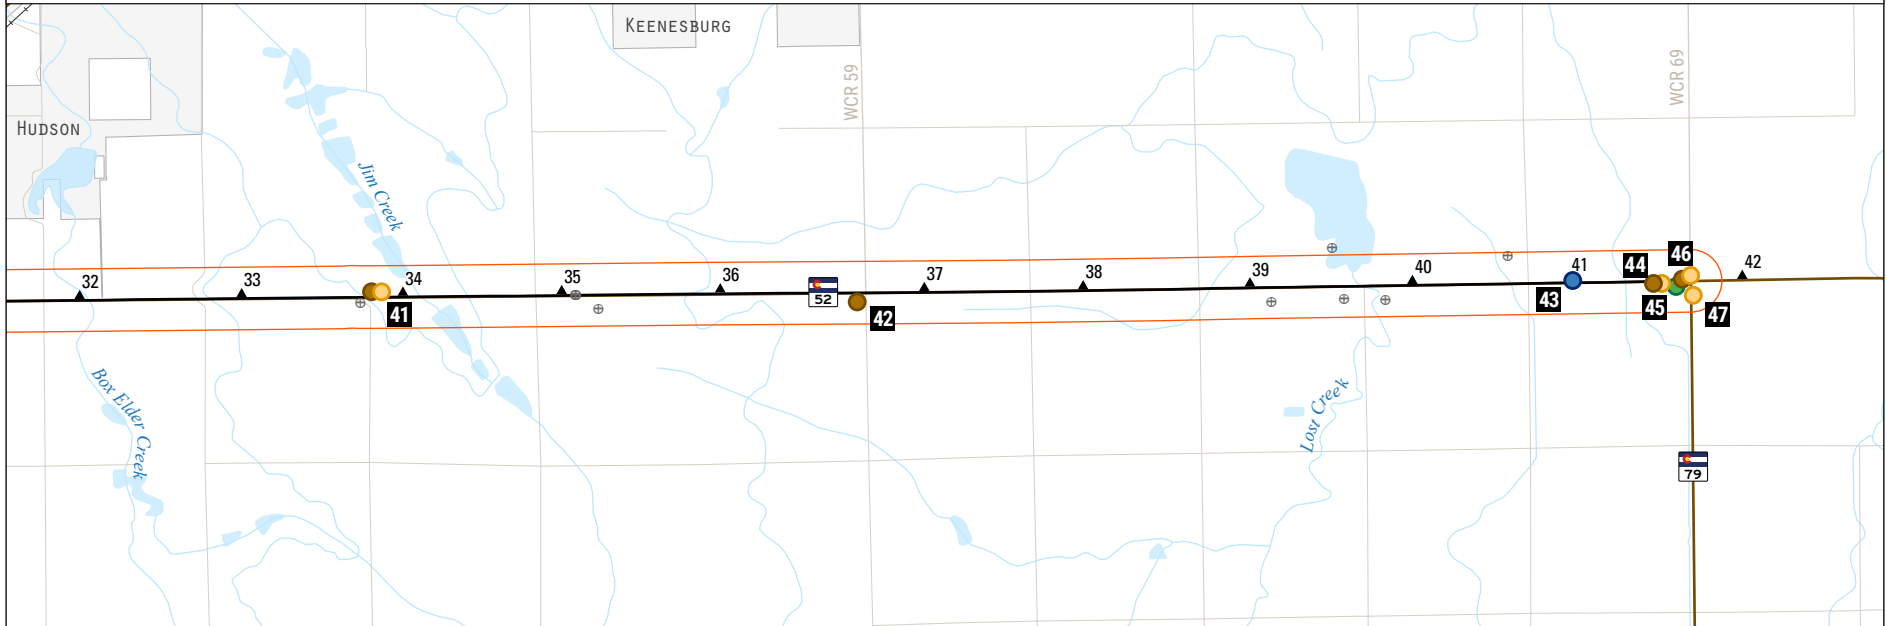 KEENESBURG
WCR 59
WCR 69
HUDSON
Jim Creek
32
33
34
35
36
37
38
39
40
41
42
46
44
52
41
42
43
45
47
Box Elder Creek
Lost Creek
79